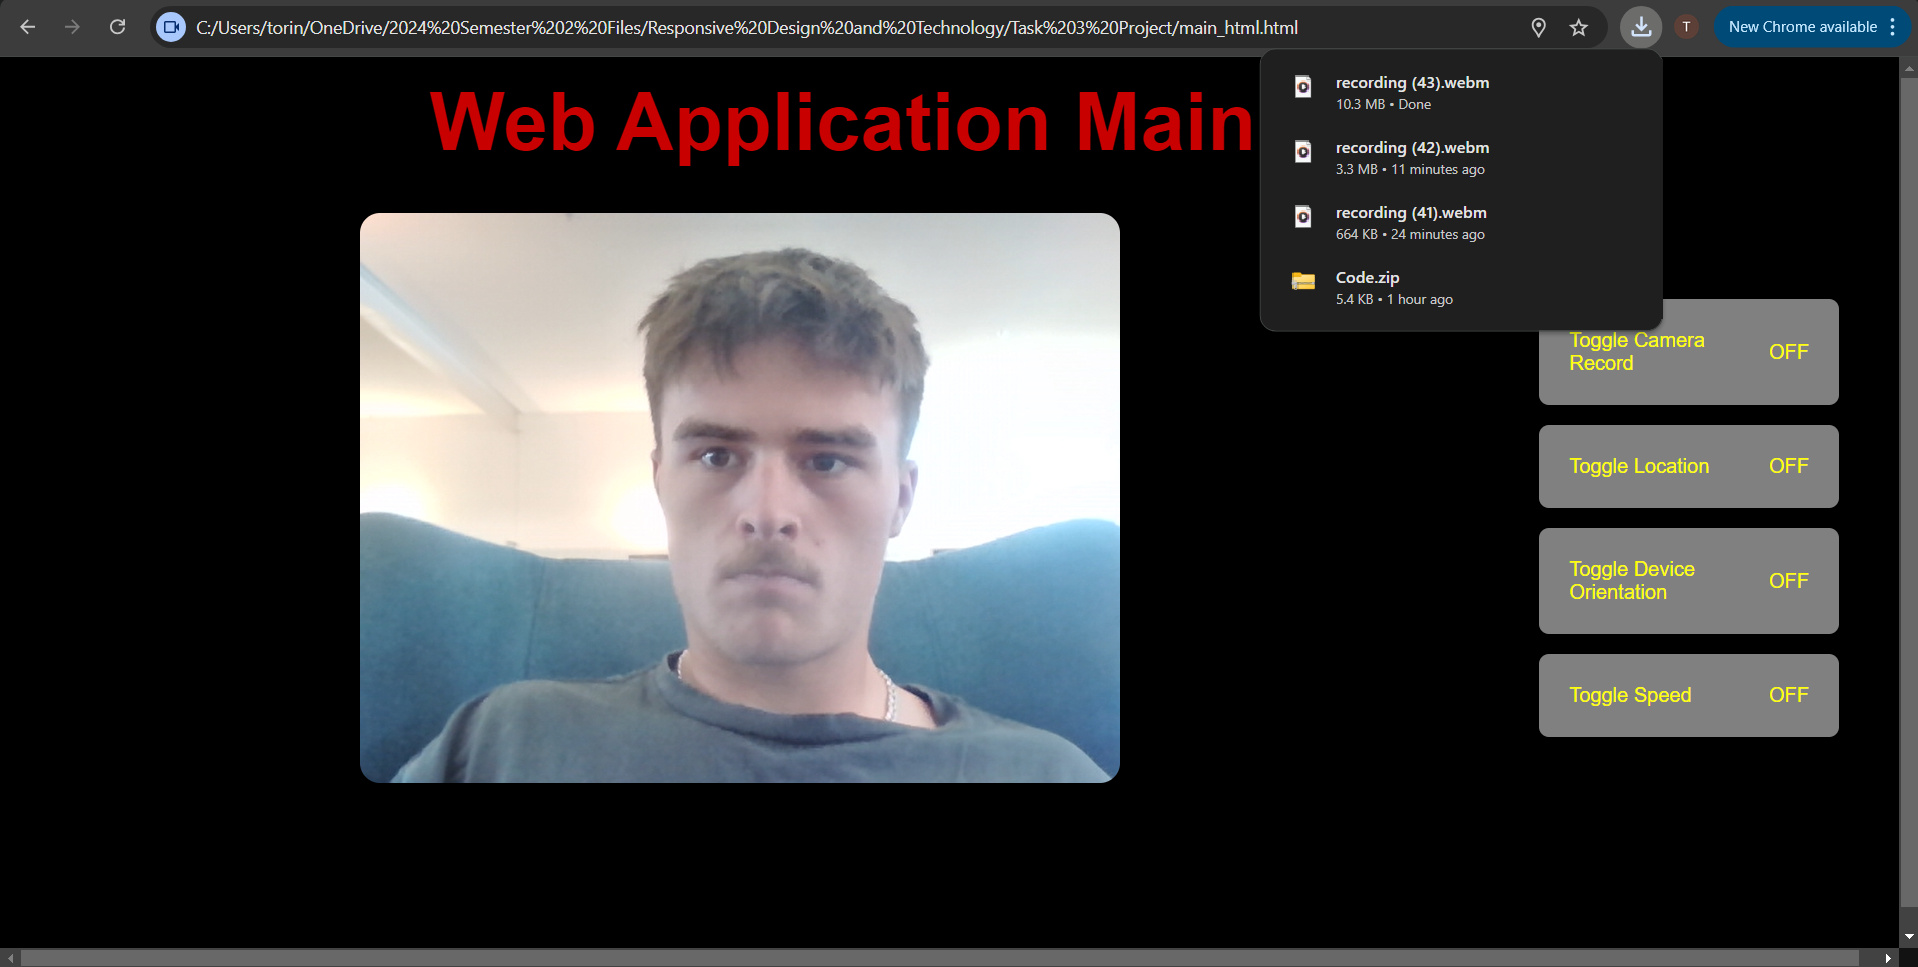 C:/Users/torin/OneDrive/2024%20Semester%202%20Files/Responsive%20Design%20and%20Technology/Task%203%20Project/main_html.html
T
New Chrome available
Web Application Main
recording (43).webm
10.3 MB • Done
recording (42).webm
3.3 MB • 11 minutes ago
recording (41).webm
664 KB • 24 minutes ago
Code.zip
5.4 KB • 1 hour ago
Toggle Camera
Record
OFF
Toggle Location
OFF
Toggle Device
Orientation
OFF
Toggle Speed
OFF